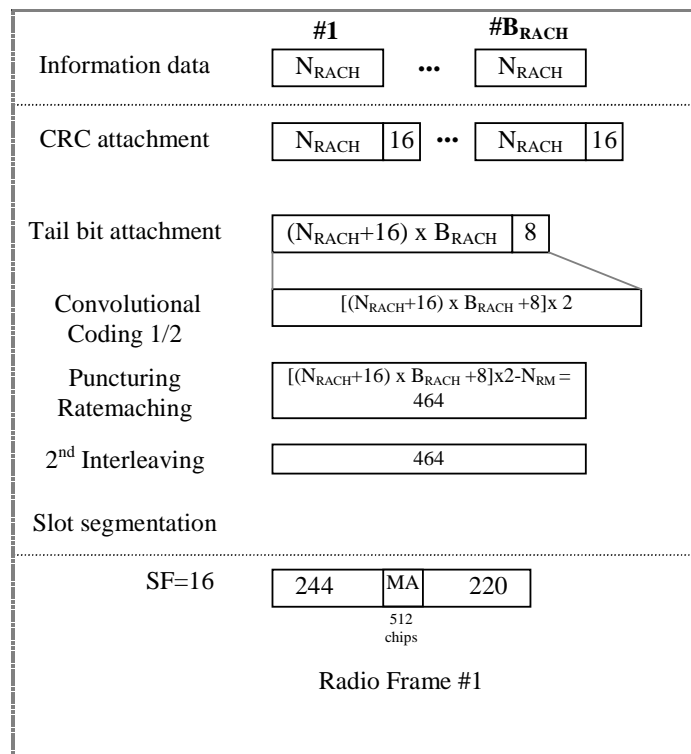 #1 #B_RACH
Information data N_RACH ••• N_RACH
CRC attachment N_RACH 16 ••• N_RACH 16
Tail bit attachment (N_RACH+16) x B_RACH 8
Convolutional
Coding 1/2
[(N_RACH+16) x B_RACH +8]x 2
Puncturing
Ratemaching
[(N_RACH+16) x B_RACH +8]x2-N_RM =
464
2nd Interleaving 464
Slot segmentation
SF=16 244 MA 220
512
chips
Radio Frame #1